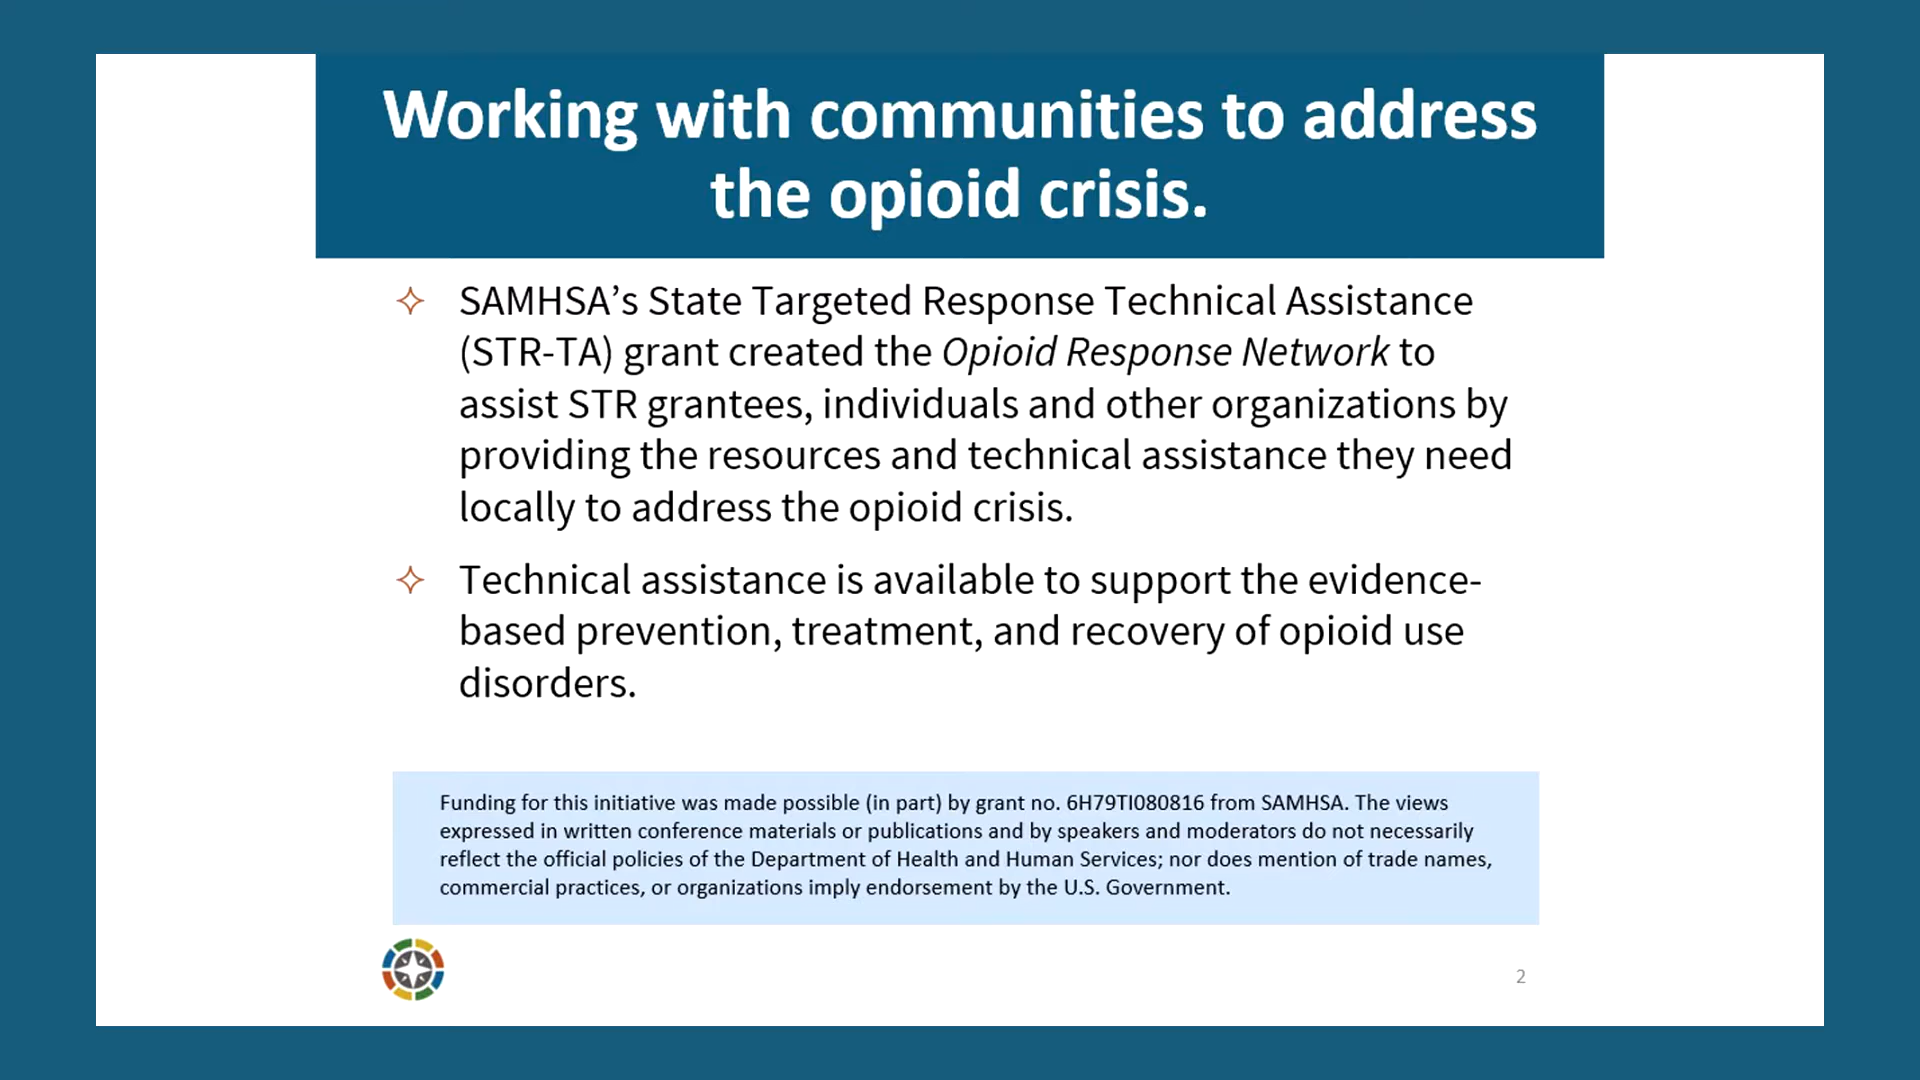 Working with communities to address
the opioid crisis.
SAMHSA’s State Targeted Response Technical Assistance
(STR-TA) grant created the Opioid Response Network to
assist STR grantees, individuals and other organizations by
providing the resources and technical assistance they need
locally to address the opioid crisis.
Technical assistance is available to support the evidence-
based prevention, treatment, and recovery of opioid use
disorders.
Funding for this initiative was made possible (in part) by grant no. 6H79TI080816 from SAMHSA. The views
expressed in written conference materials or publications and by speakers and moderators do not necessarily
reflect the official policies of the Department of Health and Human Services; nor does mention of trade names,
commercial practices, or organizations imply endorsement by the U.S. Government.
2